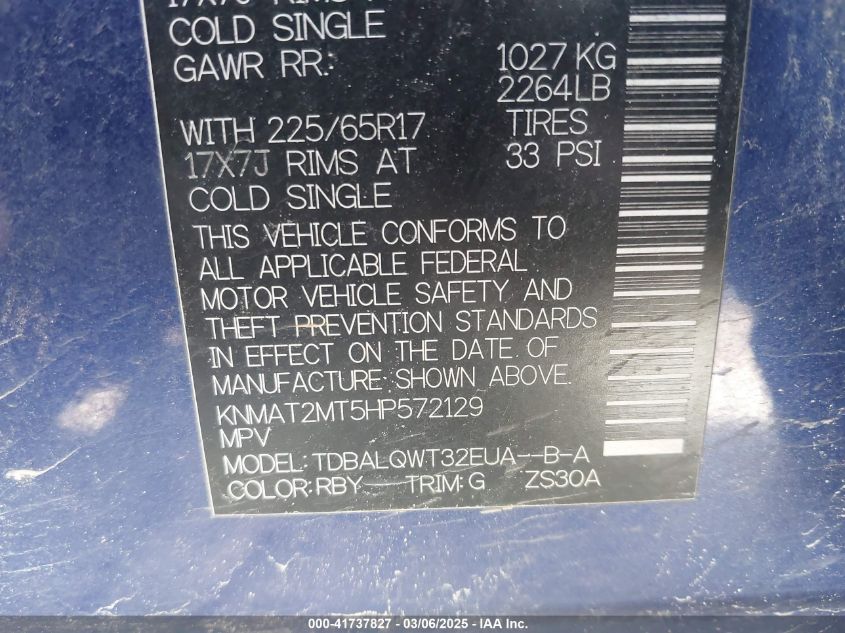 17X7J RIMS
COLD SINGLE
GAWR RR: 1027 KG
2264LB
WITH 225/65R17 TIRES
17X7J RIMS AT 33 PSI
COLD SINGLE
THIS VEHICLE CONFORMS TO
ALL APPLICABLE FEDERAL
MOTOR VEHICLE SAFETY AND
THEFT PREVENTION STANDARDS
IN EFFECT ON THE DATE OF
MANUFACTURE SHOWN ABOVE.
KNMAT2MT5HP572129
MPV
MODEL: TDBALQWT32EUA--B-A
COLOR:RBY TRIM:G ZS30A
000-41737827 - 03/06/2025 - IAA Inc.